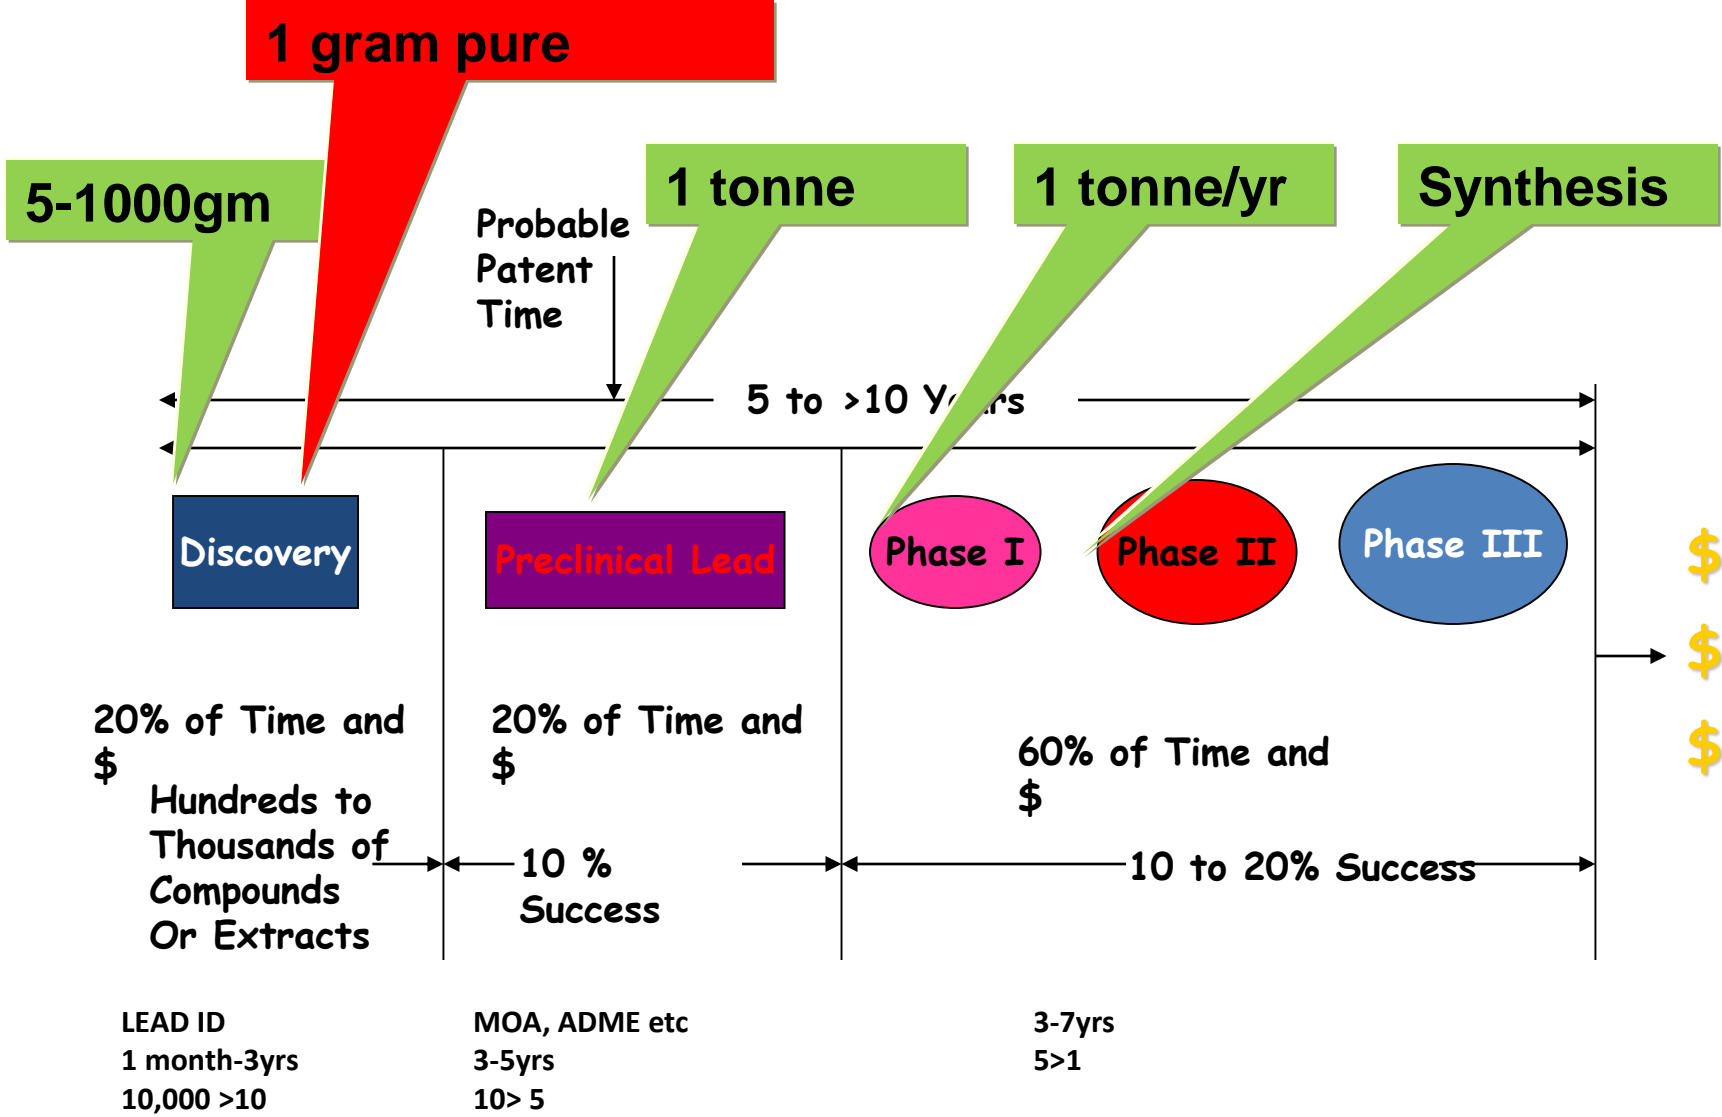 1 gram pure
5-1000gm
1 tonne
1 tonne/yr
Synthesis
Probable
Patent
Time
5 to >10 Years
Discovery
Preclinical Lead
Phase I
Phase II
Phase III
$
$
$
20% of Time and
$
20% of Time and
$
60% of Time and
$
Hundreds to
Thousands of
Compounds
Or Extracts
10 %
Success
10 to 20% Success
LEAD ID
1 month-3yrs
10,000 >10
MOA, ADME etc
3-5yrs
10> 5
3-7yrs
5>1